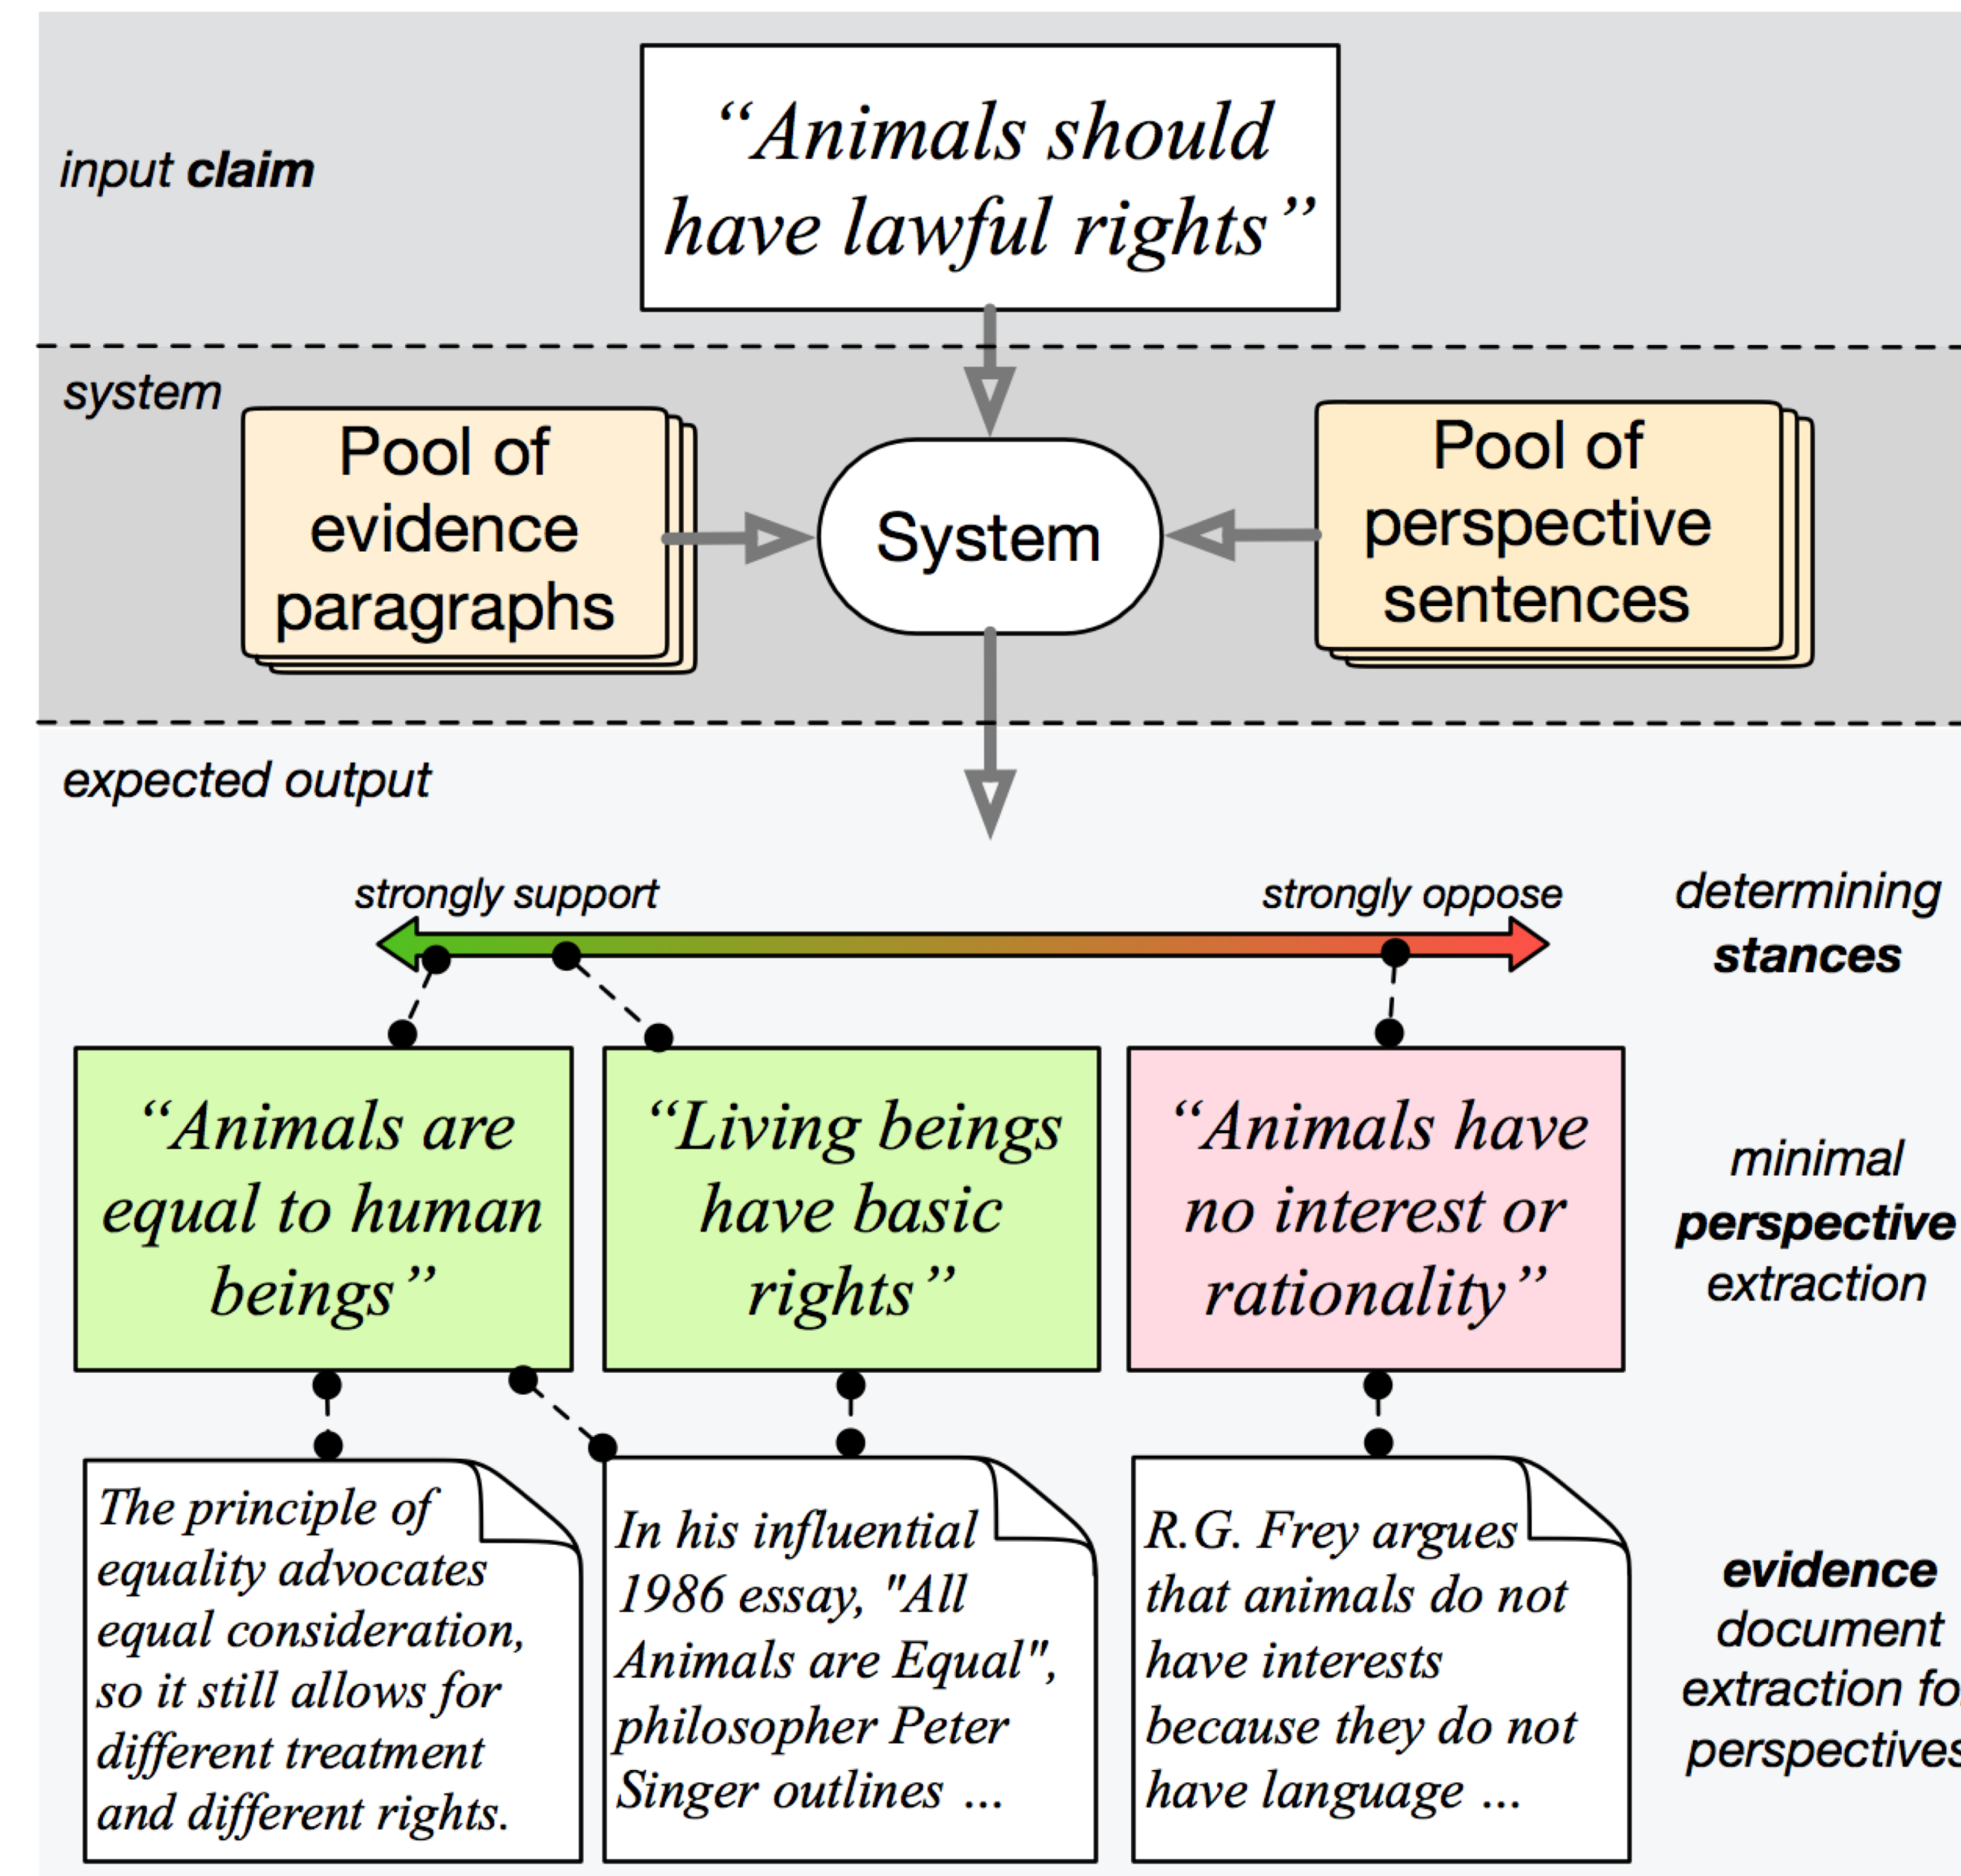 input claim
“Animals should
have lawful rights”
system
Pool of
evidence
paragraphs
System
Pool of
perspective
sentences
expected output
strongly support
strongly oppose
determining
stances
“Animals are
equal to human
beings”
“Living beings
have basic
rights”
“Animals have
no interest or
rationality”
minimal
perspective
extraction
The principle of
equality advocates
equal consideration,
so it still allows for
different treatment
and different rights.
In his influential
1986 essay, "All
Animals are Equal",
philosopher Peter
Singer outlines ...
R.G. Frey argues
that animals do not
have interests
because they do not
have language ...
evidence
document
extraction for
perspectives